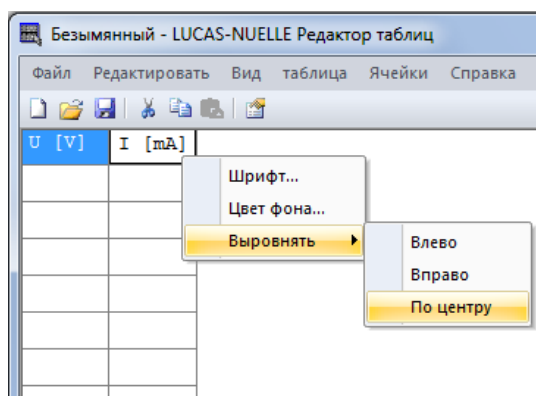 Безымянный - LUCAS-NUELLE Редактор таблиц
Файл Редактировать Вид таблица Ячейки Справка
U [V] I [mA]
Шрифт...
Цвет фона...
Выровнять
Влево
Вправо
По центру